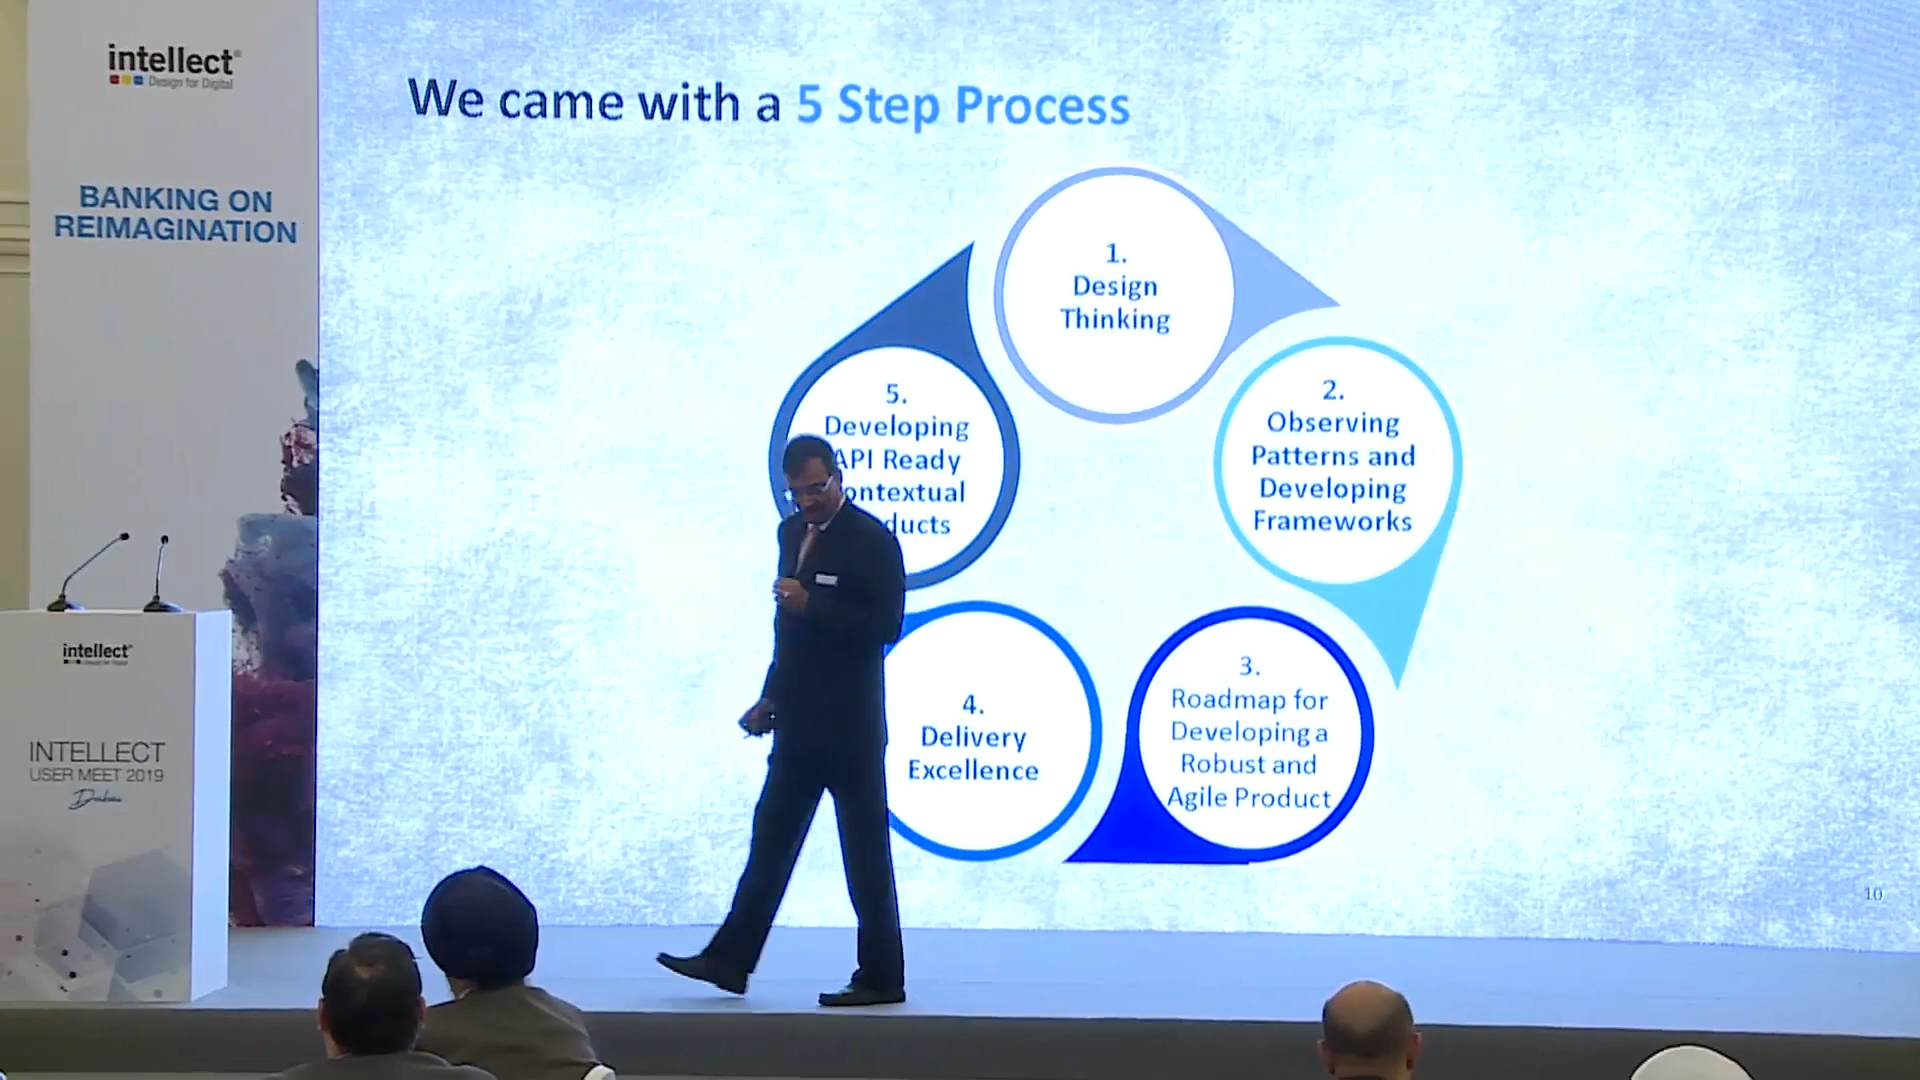 intellect
Design for Digital
BANKING ON
REIMAGINATION
We came with a 5 Step Process
1.
Design
Thinking
2.
Observing
Patterns and
Developing
Frameworks
3.
Roadmap for
Developing a
Robust and
Agile Product
4.
Delivery
Excellence
5.
Developing
API Ready
ontextual
ducts
10
intellect
INTELLECT
USER MEET 2019